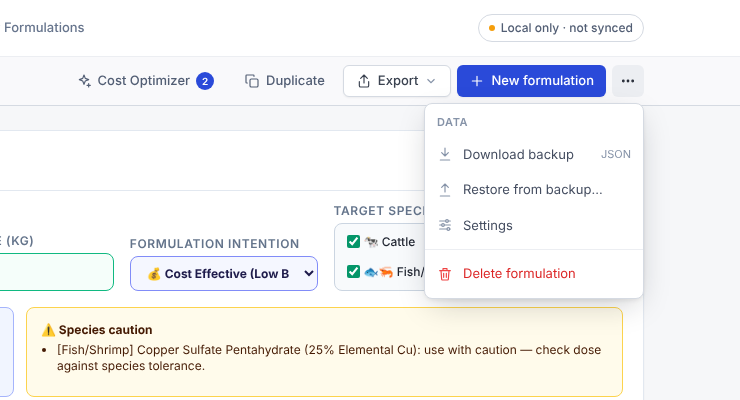 Formulations
Local only · not synced
Cost Optimizer 2
Duplicate
Export
New formulation
DATA
Download backup JSON
Restore from backup...
Settings
Delete formulation
(KG)
FORMULATION INTENTION
💰 Cost Effective (Low B
TARGET
🐄 Cattle
🐟🦐 Fish/
⚠️ Species caution
• [Fish/Shrimp] Copper Sulfate Pentahydrate (25% Elemental Cu): use with caution — check dose
against species tolerance.